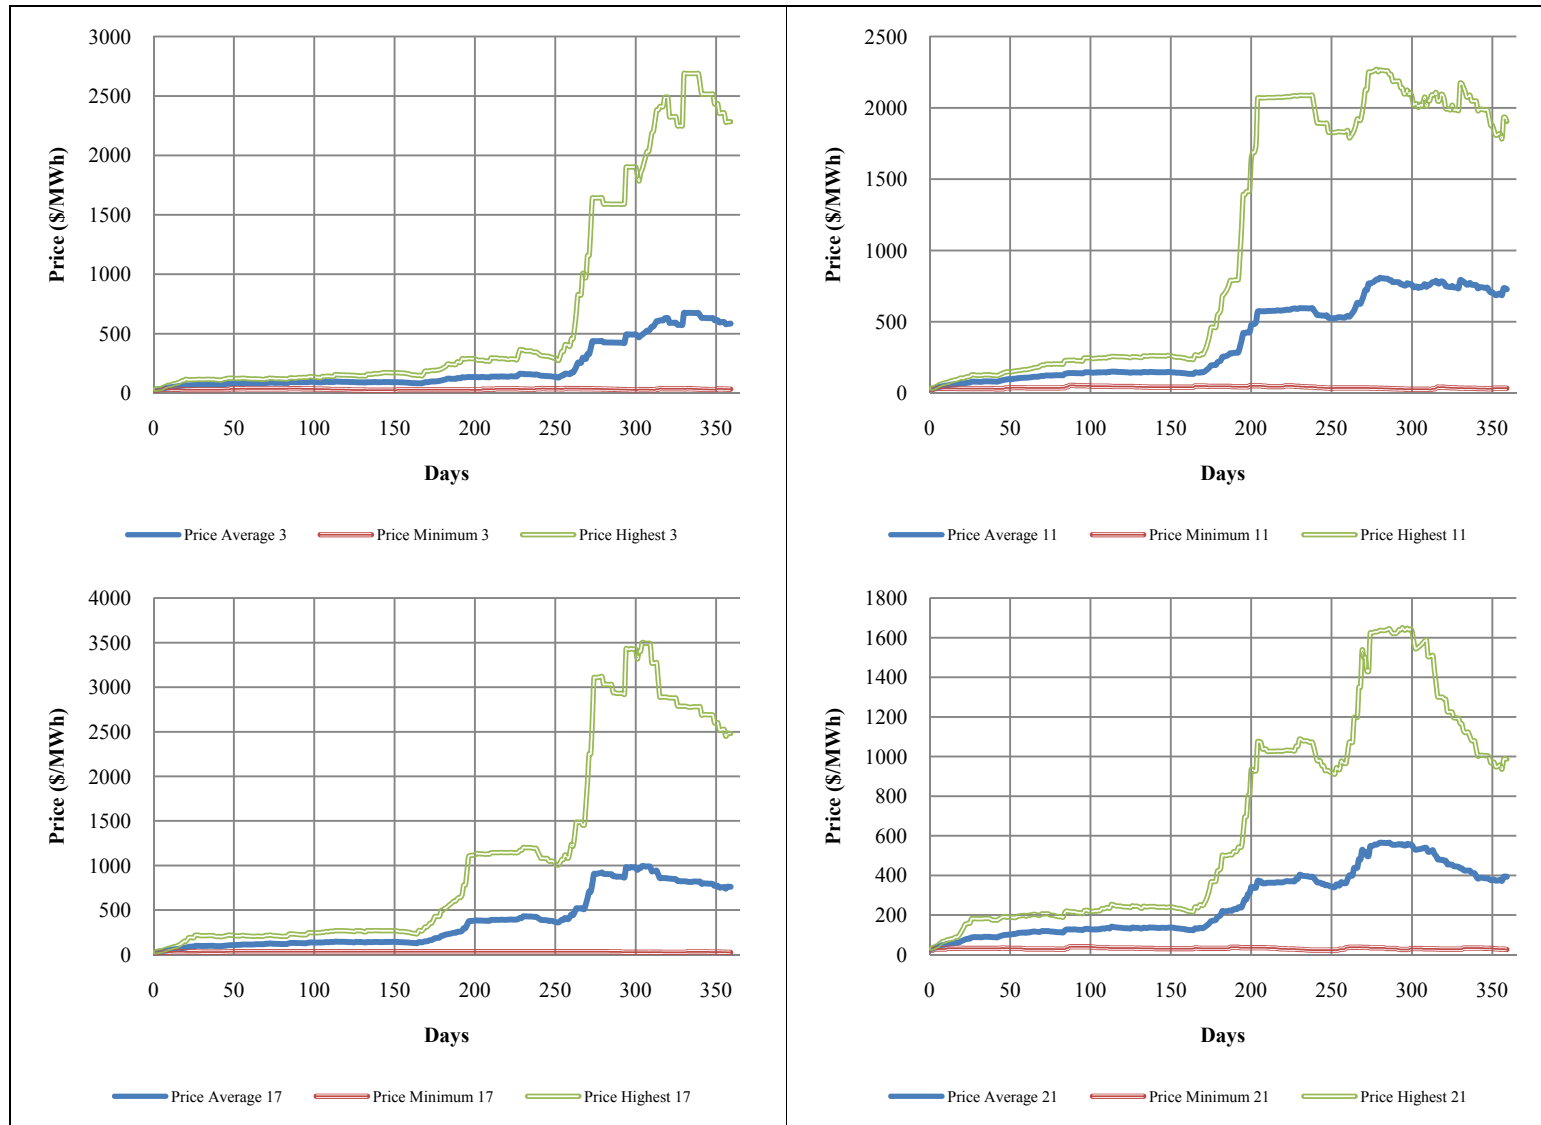 3000
2500
2000
1500
1000
500
0
Price ($/MWh)
0 50 100 150 200 250 300 350
Days
Price Average 3 Price Minimum 3 Price Highest 3
2500
2000
1500
1000
500
0
Price ($/MWh)
0 50 100 150 200 250 300 350
Days
Price Average 11 Price Minimum 11 Price Highest 11
4000
3500
3000
2500
2000
1500
1000
500
0
Price ($/MWh)
0 50 100 150 200 250 300 350
Days
Price Average 17 Price Minimum 17 Price Highest 17
1800
1600
1400
1200
1000
800
600
400
200
0
Price ($/MWh)
0 50 100 150 200 250 300 350
Days
Price Average 21 Price Minimum 21 Price Highest 21